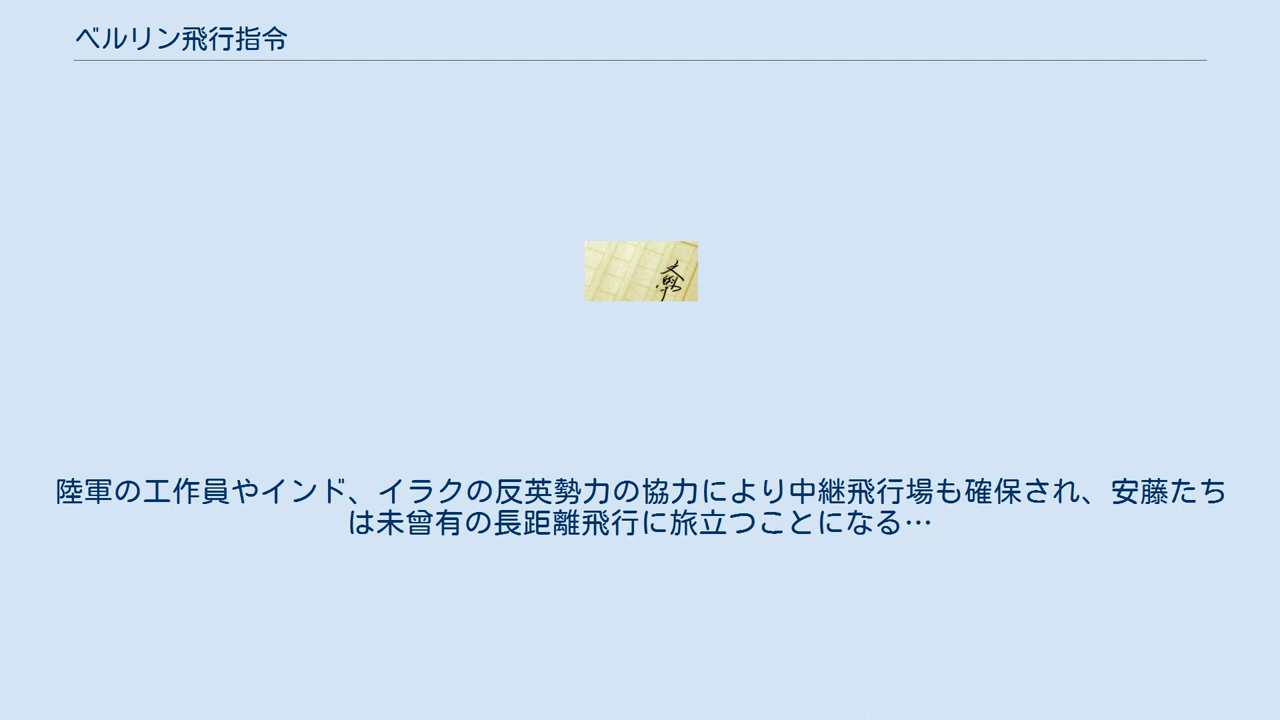 ベルリン飛行指令
陸軍の工作員やインド、イラクの反英勢力の協力により中継飛行場も確保され、安藤たち
は未曾有の長距離飛行に旅立つことになる…